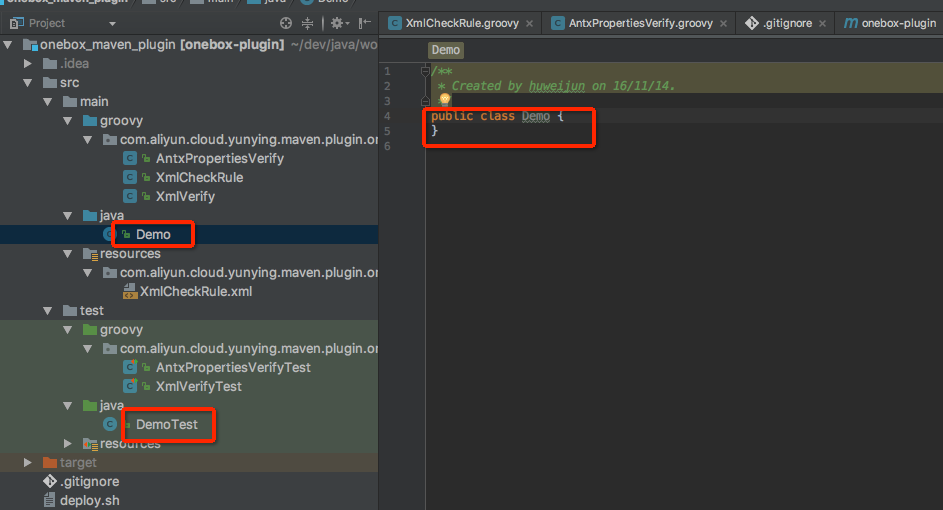 onebox_maven_plugin
src
main
java
Demo
Project
XmlCheckRule.groovy
AntxPropertiesVerify.groovy
.gitignore
onebox-plugin
onebox_maven_plugin [onebox-plugin] ~/dev/java/wo
.idea
src
main
groovy
com.aliyun.cloud.yunying.maven.plugin.on
AntxPropertiesVerify
XmlCheckRule
XmlVerify
java
Demo
resources
com.aliyun.cloud.yunying.maven.plugin.on
XmlCheckRule.xml
test
groovy
com.aliyun.cloud.yunying.maven.plugin.on
AntxPropertiesVerifyTest
XmlVerifyTest
java
DemoTest
resources
target
.gitignore
deploy.sh
Demo
1 /**
2 * Created by huweijun on 16/11/14.
3
4 public class Demo {
5 }
6